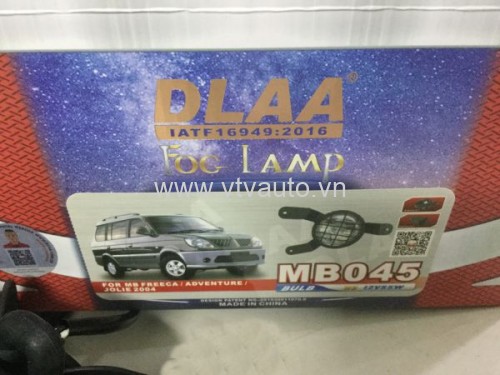 DLAA®
IATF16949:2016
Fog Lamp
www.vtvauto.vn
MB045
FOR MB FREECA / ADVENTURE /
JOLIE 2004
BULB
12V55W
MADE IN CHINA